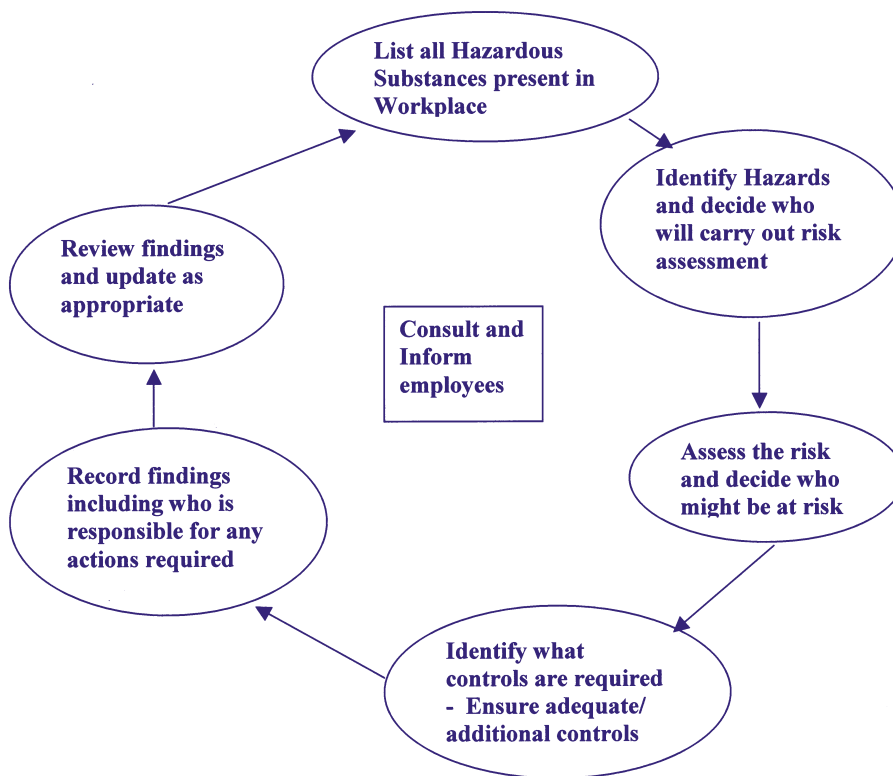 List all Hazardous
Substances present in
Workplace
Identify Hazards
and decide who
will carry out risk
assessment
Assess the risk
and decide who
might be at risk
Identify what
controls are required
- Ensure adequate/
additional controls
Record findings
including who is
responsible for any
actions required
Review findings
and update as
appropriate
Consult and
Inform
employees